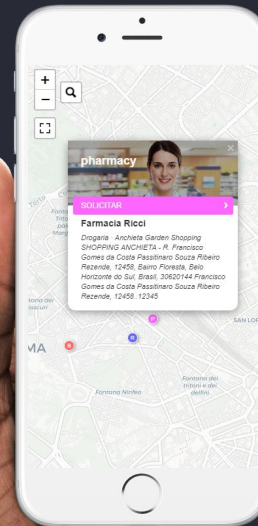 +
−
pharmacy
×
SOLICITAR
Farmacia Ricci
Drogaria - Anchieta Garden Shopping
SHOPPING ANCHIETA - R. Francisco
Gomes da Costa Passitinaro Souza Ribeiro
Rezende, 12458, Bairro Floresta, Belo
Horizonte do Sul, Brasil, 30620144 Francisco
Gomes da Costa Passitinaro Souza Ribeiro
Rezende, 12458..12345
SAN LOR
MA
Fontana Ninfeo
Fontana dei
tritoni e dei
delfini